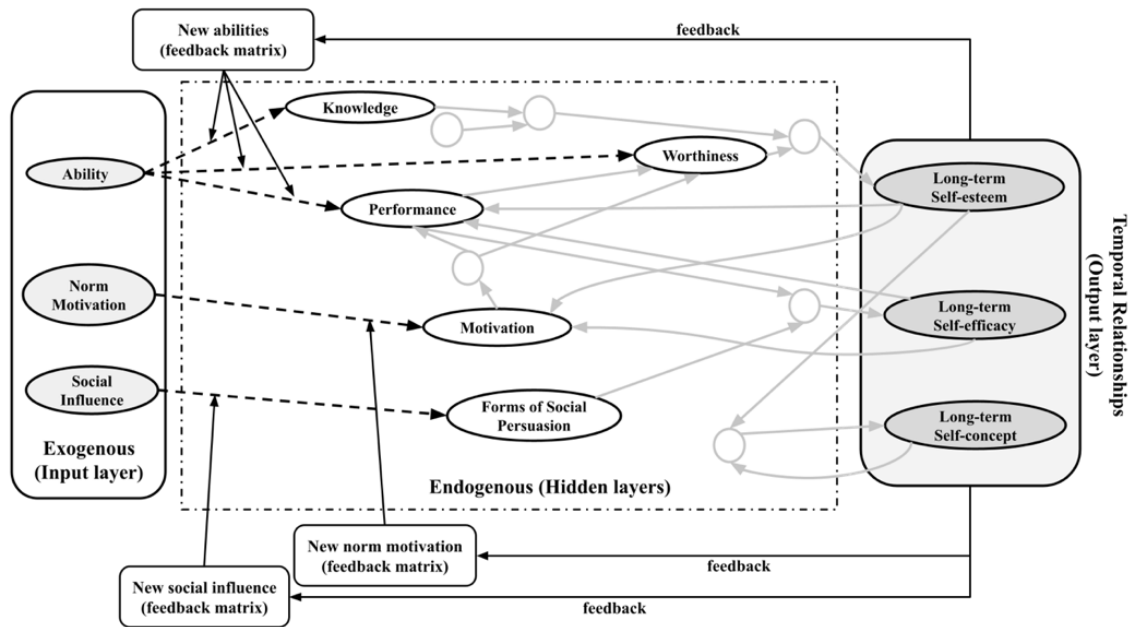 New abilities
(feedback matrix)
feedback
Knowledge
Ability
Worthiness
Performance
Long-term
Self-esteem
Norm
Motivation
Motivation
Long-term
Self-efficacy
Social
Influence
Forms of Social
Persuasion
Long-term
Self-concept
Exogenous
(Input layer)
Endogenous (Hidden layers)
Temporal Relationships
(Output layer)
New norm motivation
(feedback matrix)
feedback
New social influence
(feedback matrix)
feedback